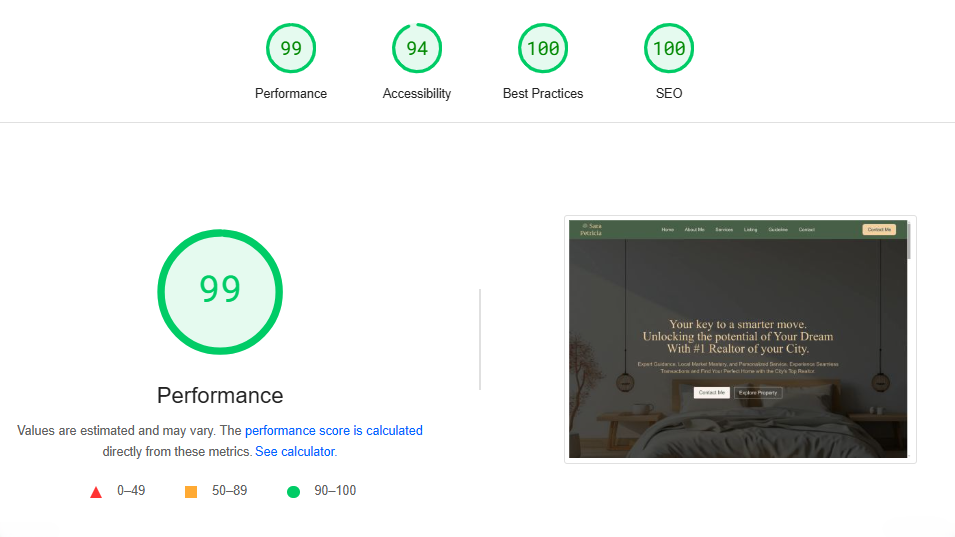 99
94
100
100
Performance
Accessibility
Best Practices
SEO
99
Performance
Values are estimated and may vary. The performance score is calculated
directly from these metrics. See calculator.
0–49
50–89
90–100
Sara
Petricia
Home
About Me
Services
Listing
Guideline
Contact
Contact Me
Your key to a smarter move.
Unlocking the potential of Your Dream
With #1 Realtor of your City.
Expert Guidance, Local Market Mastery, and Personalized Service. Experience Seamless
Transactions and Find Your Perfect Home with the City's Top Realtor
Contact Me
Explore Property